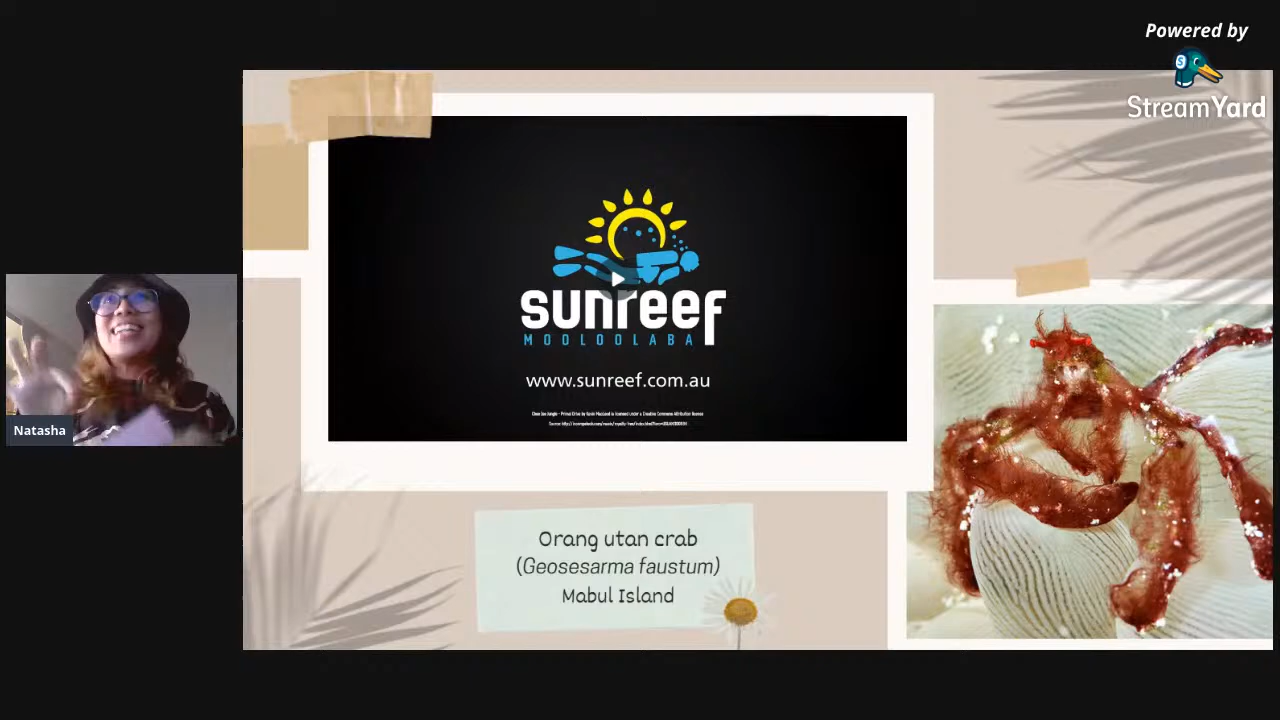 Powered by
StreamYard
sunreef
MOOLOOLABA
www.sunreef.com.au
Natasha
Orang utan crab
(Geosesarma faustum)
Mabul Island